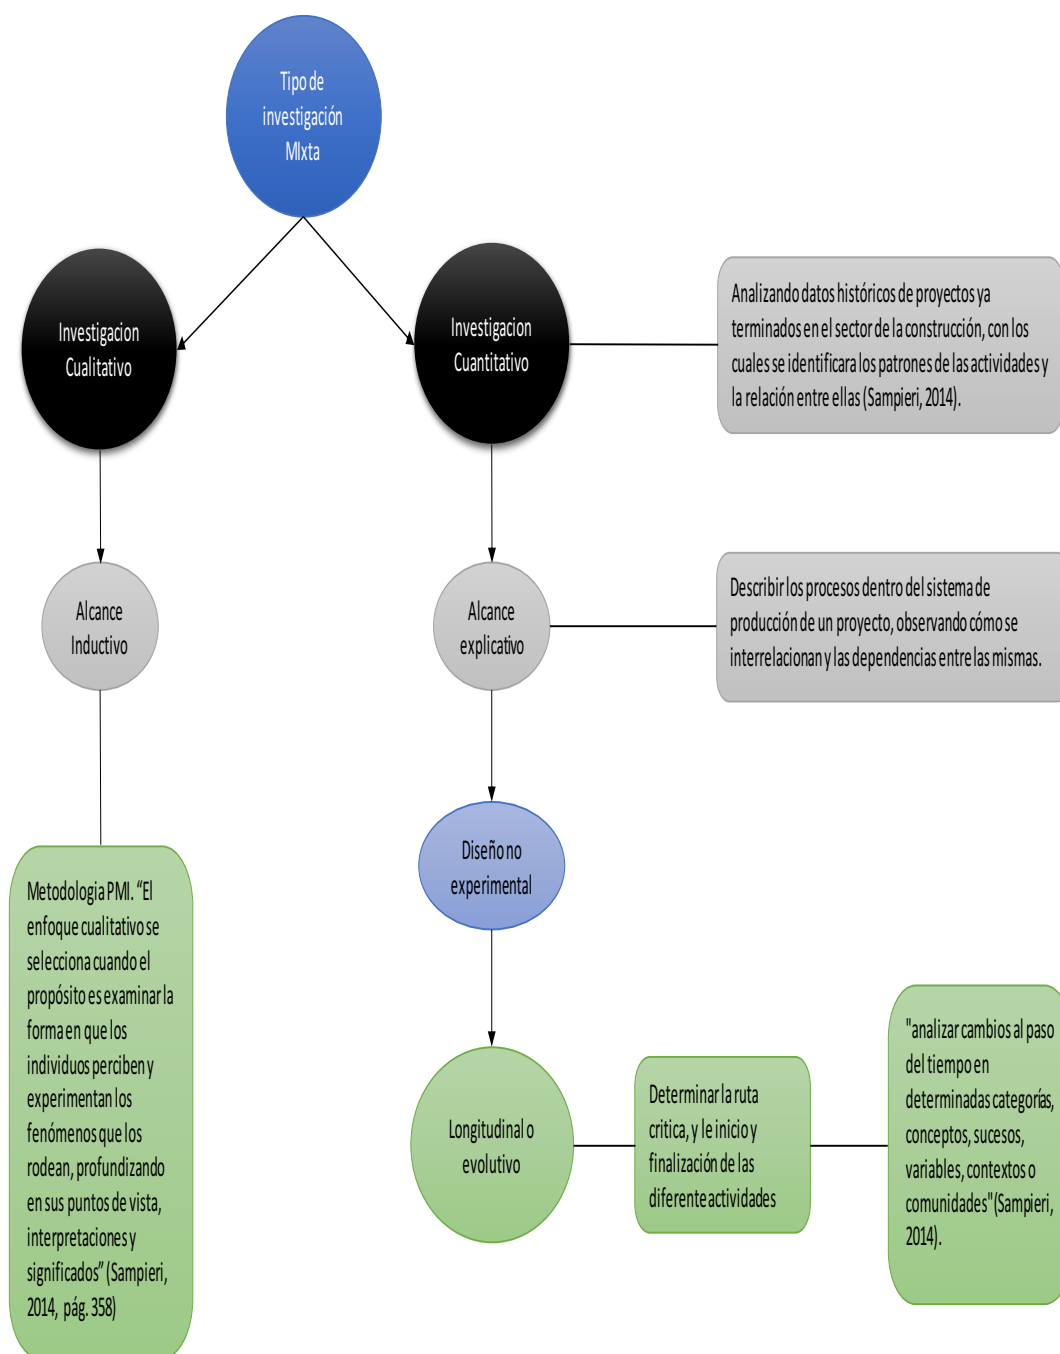 Tipo de
investigación
MIxta
Investigacion
Cualitativo
Investigacion
Cuantitativo
Analizando datos históricos de proyectos ya
terminados en el sector de la construcción, con los
cuales se identificara los patrones de las actividades y
la relación entre ellas (Sampieri, 2014).
Alcance
Inductivo
Alcance
explicativo
Describir los procesos dentro del sistema de
producción de un proyecto, observando cómo se
interrelacionan y las dependencias entre las mismas.
Diseño no
experimental
Metodologia PMI. “El
enfoque cualitativo se
selecciona cuando el
propósito es examinar la
forma en que los
individuos perciben y
experimentan los
fenómenos que los
rodean, profundizando
en sus puntos de vista,
interpretaciones y
significados” (Sampieri,
2014, pág. 358)
Longitudinal o
evolutivo
Determinar la ruta
critica, y le inicio y
finalización de las
diferente actividades
"analizar cambios al paso
del tiempo en
determinadas categorías,
conceptos, sucesos,
variables, contextos o
comunidades"(Sampieri,
2014).